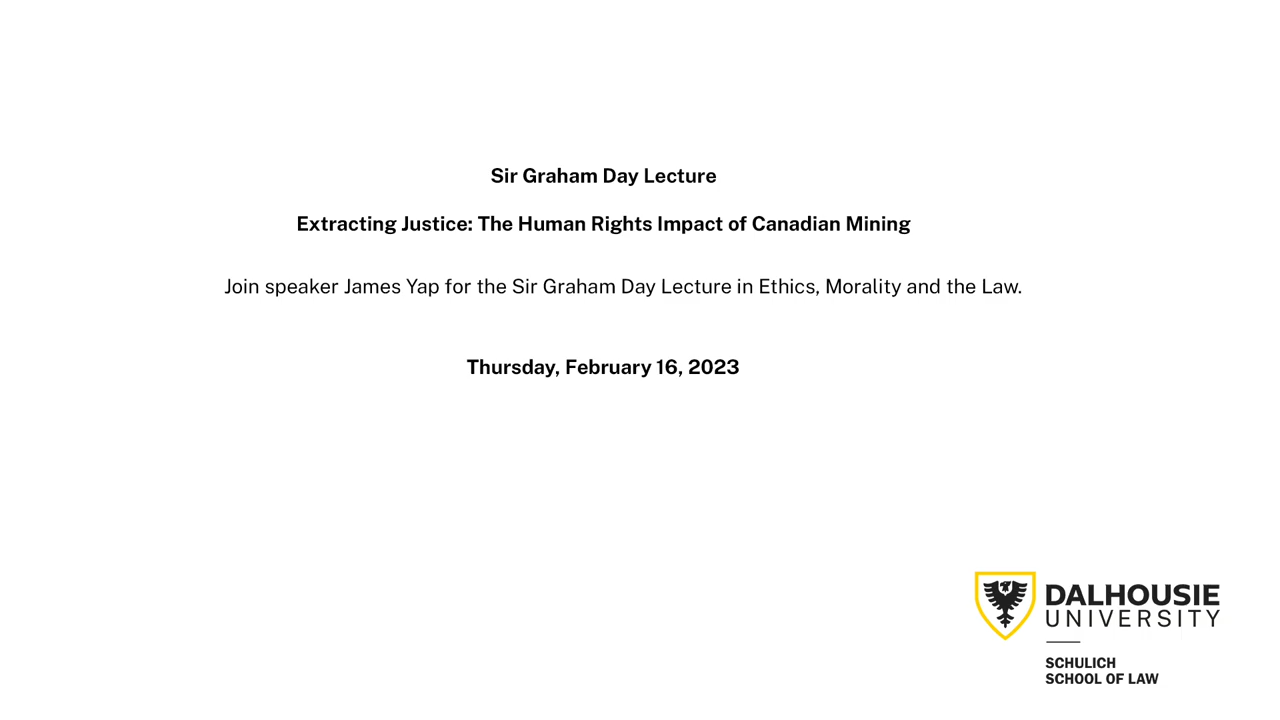 Sir Graham Day Lecture
Extracting Justice: The Human Rights Impact of Canadian Mining
Join speaker James Yap for the Sir Graham Day Lecture in Ethics, Morality and the Law.
Thursday, February 16, 2023
DALHOUSIE
UNIVERSITY
SCHULICH
SCHOOL OF LAW